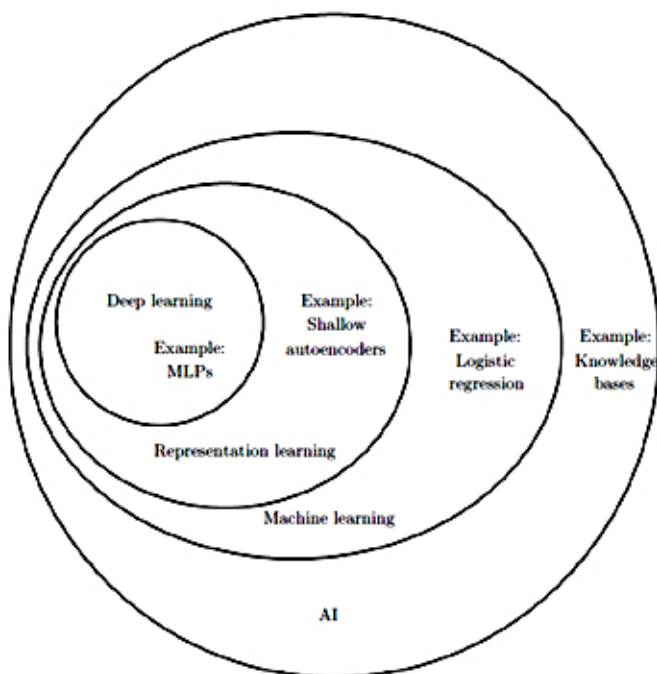 Deep learning
Example:
MLPs
Example:
Shallow
autoencoders
Example:
Logistic
regression
Example:
Knowledge
bases
Representation learning
Machine learning
AI